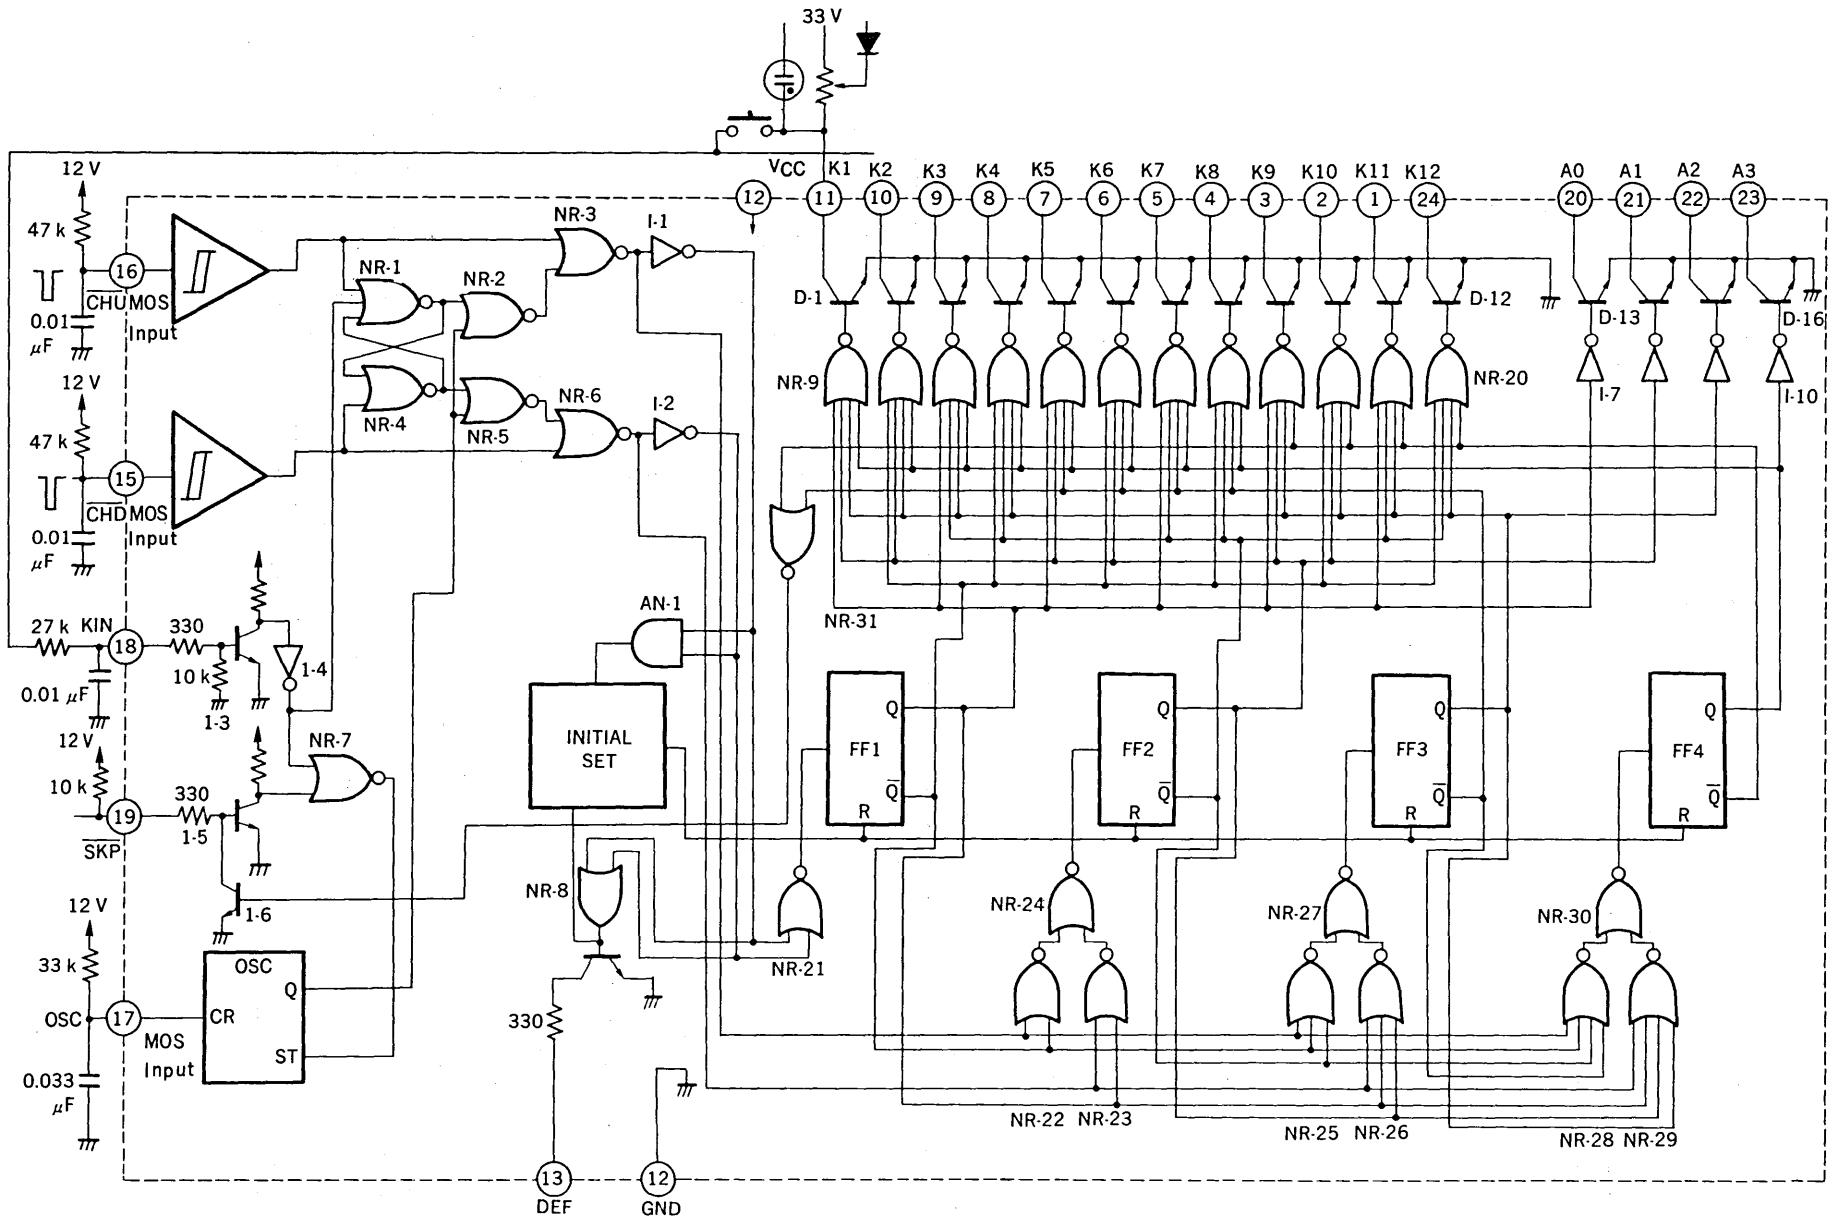 33 V
VCC
K1
K2
K3
K4
K5
K6
K7
K8
K9
K10
K11
K12
A0
A1
A2
A3
12
11
10
9
8
7
6
5
4
3
2
1
24
20
21
22
23
12 V
47 k
16
CHU MOS
Input
0.01
μF
NR-1
NR-2
NR-3
I-1
D-1
D-12
D-13
D-16
12 V
47 k
15
CHD MOS
Input
0.01
μF
NR-4
NR-5
NR-6
I-2
NR-9
NR-20
I-7
I-10
27 k
KIN
18
330
10 k
0.01 μF
1-3
1-4
AN-1
NR-31
12 V
10 k
19
SKP
330
1-5
NR-7
INITIAL
SET
Q
FF1
Q
R
Q
FF2
Q
R
Q
FF3
Q
R
Q
FF4
Q
R
1-6
NR-8
NR-21
NR-24
NR-27
NR-30
12 V
33 k
OSC
17
MOS
Input
0.033
μF
OSC
Q
CR
ST
330
NR-22
NR-23
NR-25
NR-26
NR-28
NR-29
13
DEF
12
GND